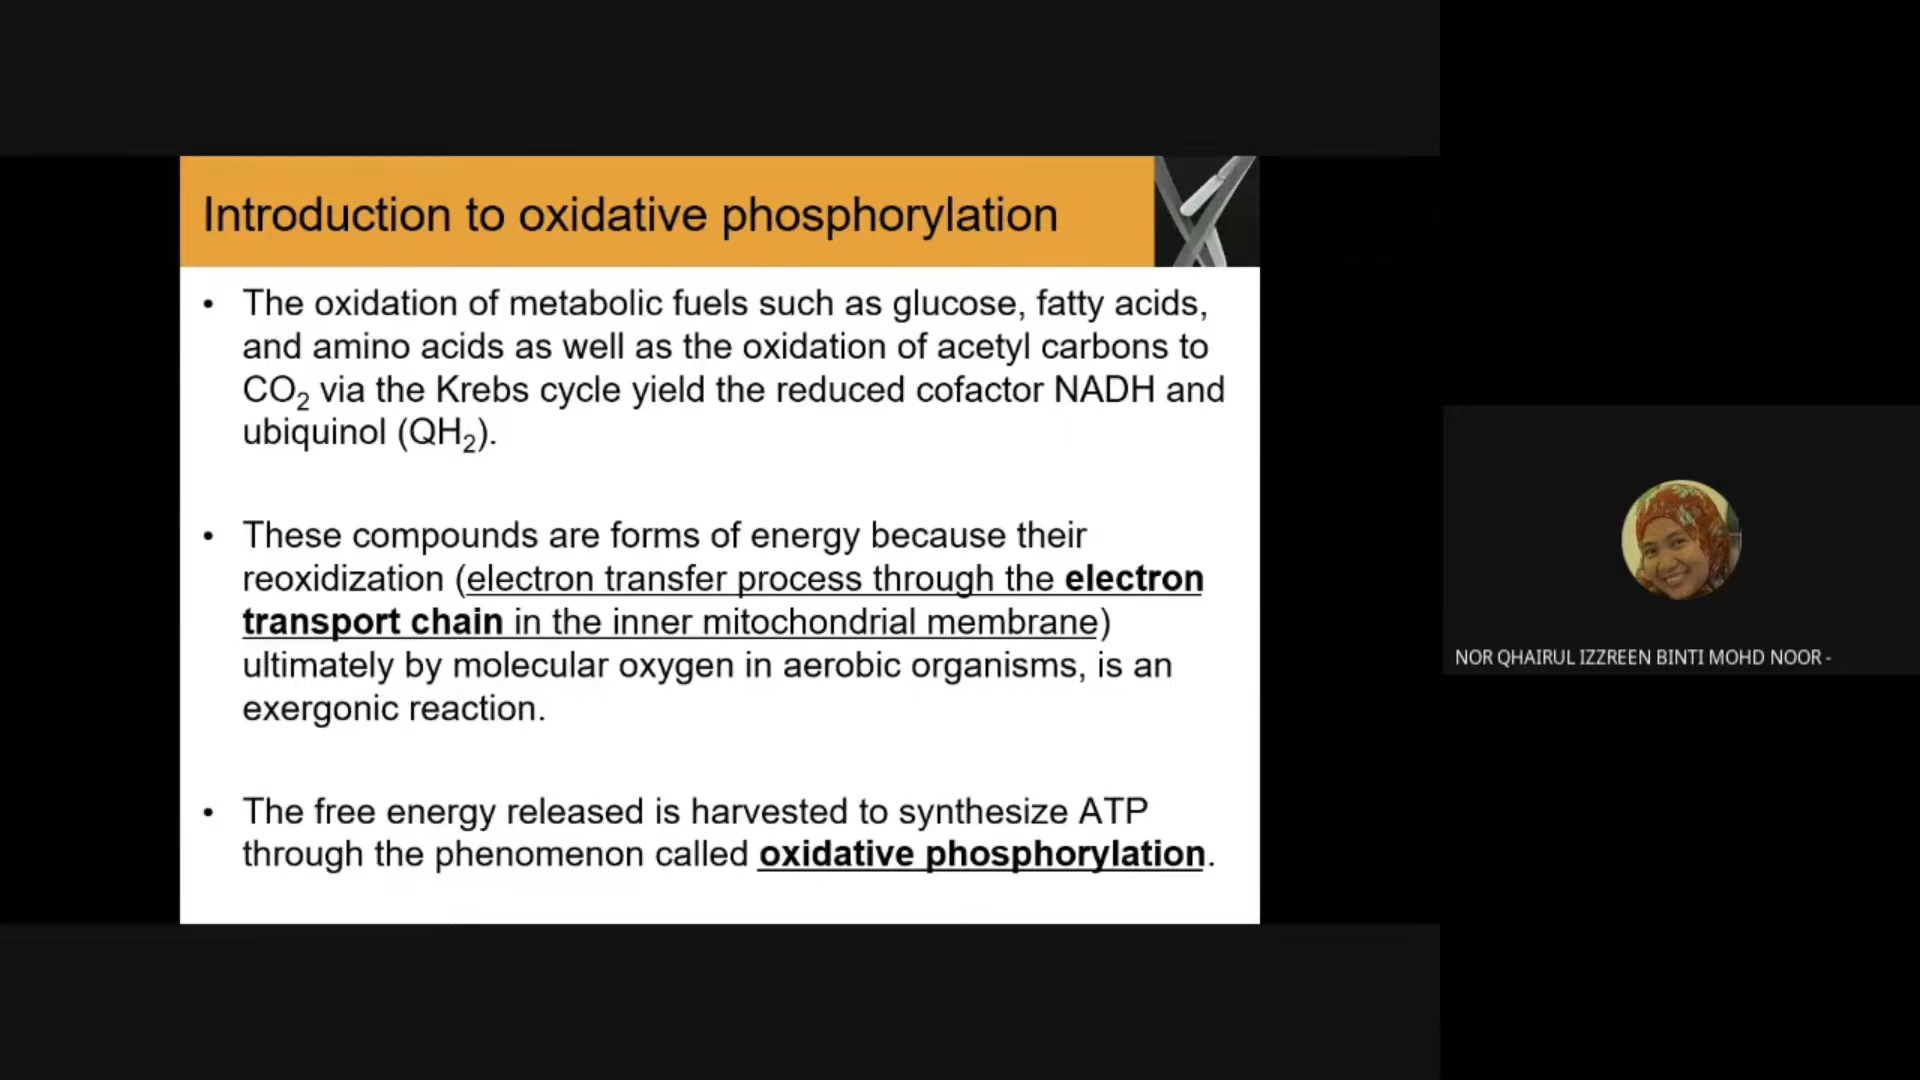 Introduction to oxidative phosphorylation
• The oxidation of metabolic fuels such as glucose, fatty acids,
and amino acids as well as the oxidation of acetyl carbons to
CO₂ via the Krebs cycle yield the reduced cofactor NADH and
ubiquinol (QH₂).
• These compounds are forms of energy because their
reoxidization (electron transfer process through the electron
transport chain in the inner mitochondrial membrane)
ultimately by molecular oxygen in aerobic organisms, is an
exergonic reaction.
• The free energy released is harvested to synthesize ATP
through the phenomenon called oxidative phosphorylation.
NOR QHAIRUL IZZREEN BINTI MOHD NOOR -